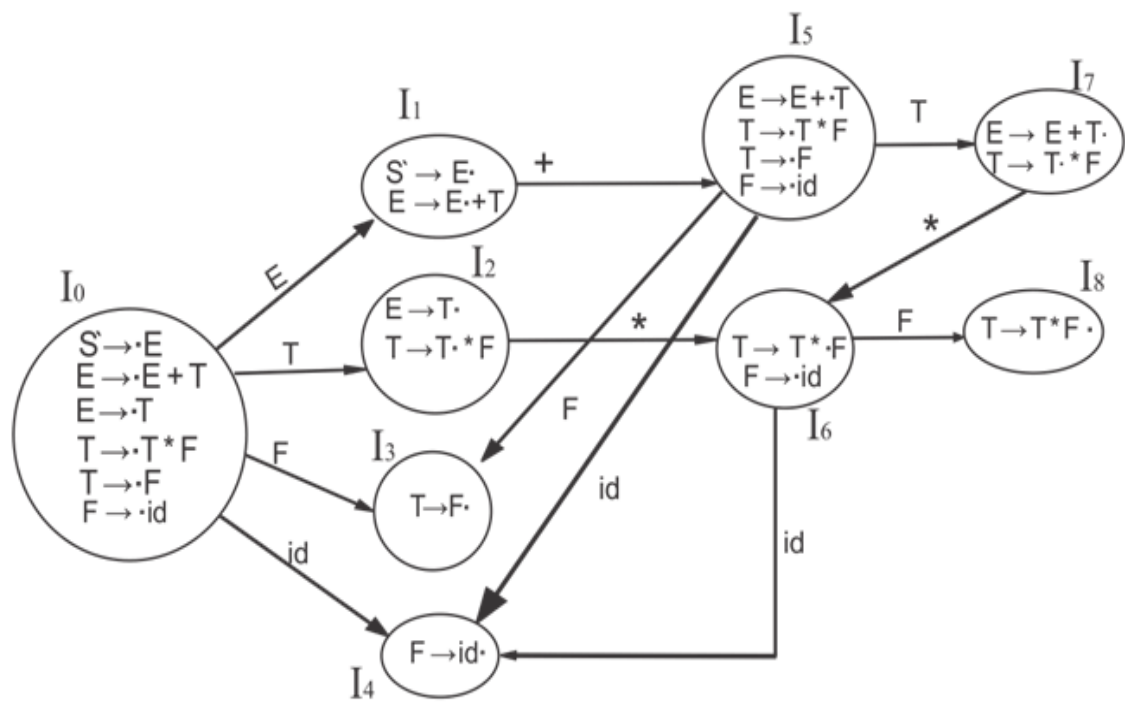 I0
S` → ·E
E → ·E + T
E → ·T
T → ·T * F
T → ·F
F → ·id
E
T
F
id
I1
S` → E·
E → E·+T
+
I2
E → T·
T → T· * F
*
I3
T → F·
I4
F → id·
I5
E → E+·T
T → ·T * F
T → ·F
F → ·id
T
F
id
I7
E → E + T·
T → T· * F
*
T → T* ·F
F → ·id
I6
F
id
I8
T → T * F ·